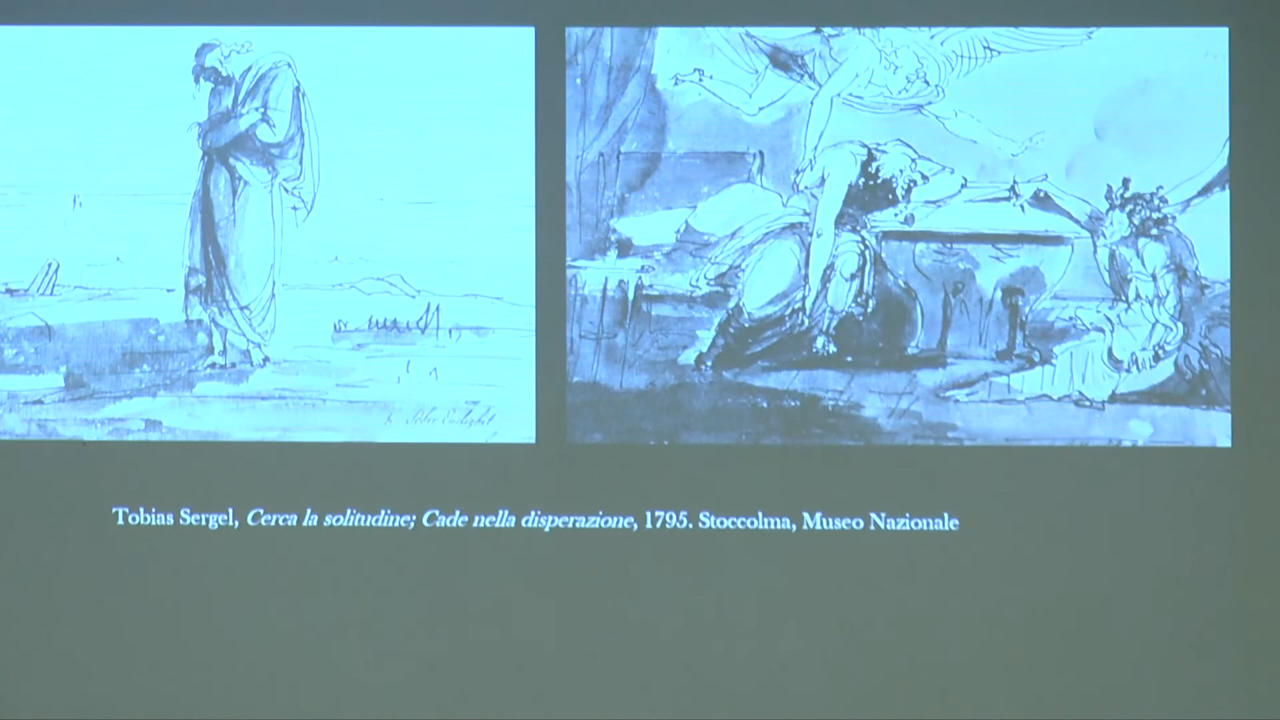 Tobias Sergel, Cerca la solitudine; Cade nella disperazione, 1795. Stoccolma, Museo Nazionale